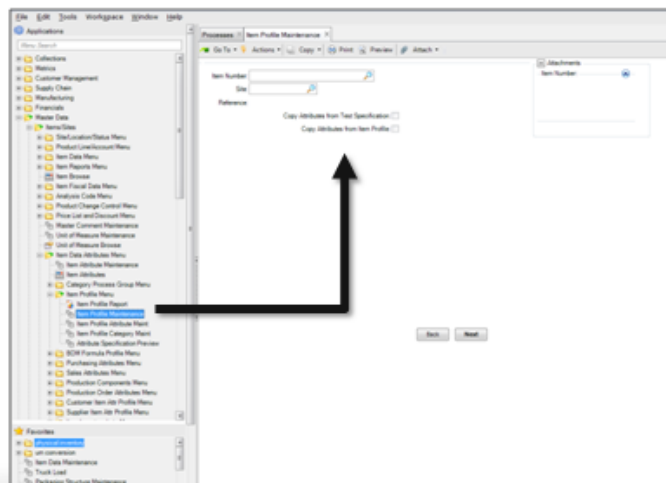 File Edit Tools Workspace Window Help
Applications
Menu Search
Collections
Metrics
Customer Management
Supply Chain
Manufacturing
Financials
Master Data
Items/Sites
Site/Location/Status Menu
Product Line/Account Menu
Item Data Menu
Item Reports Menu
Item Browse
Item Fiscal Data Menu
Analysis Code Menu
Product Change Control Menu
Price List and Discount Menu
Master Comment Maintenance
Unit of Measure Maintenance
Unit of Measure Browse
Item Data Attributes Menu
Item Attribute Maintenance
Item Attributes
Category Process Group Menu
Item Profile Menu
Item Profile Report
Item Profile Maintenance
Item Profile Attribute Maint
Item Profile Category Maint
Attribute Specification Preview
BOM Formula Profile Menu
Purchasing Attributes Menu
Sales Attributes Menu
Production Components Menu
Production Order Attributes Menu
Customer Item Attr Profile Menu
Supplier Item Attr Profile Menu
Favorites
physical inventory
um conversion
Item Data Maintenance
Truck Load
Packaging Structure Maintenance
Processes Item Profile Maintenance
Go To Actions Copy Print Preview Attach
Item Number
Site
Reference
Copy Attributes from Test Specification
Copy Attributes from Item Profile
Back Next
Attachments
Item Number